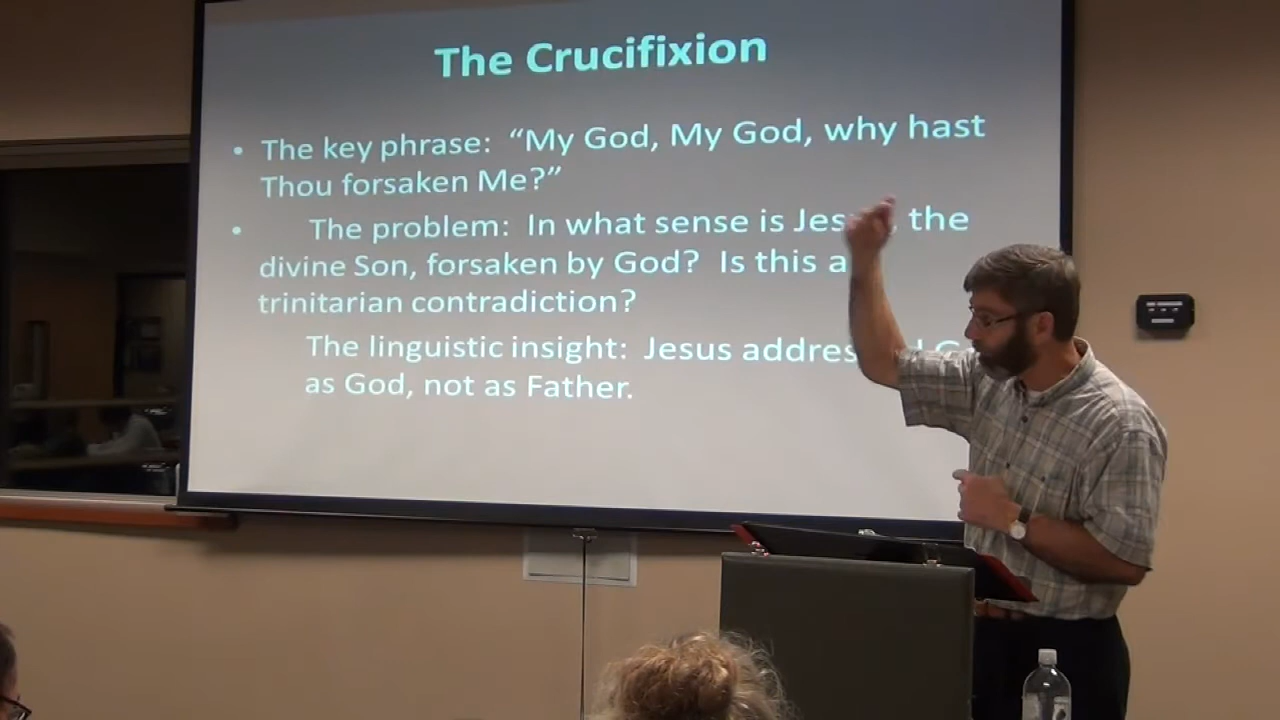 The Crucifixion
• The key phrase: “My God, My God, why hast
Thou forsaken Me?”
• The problem: In what sense is the
divine Son, forsaken by God? Is this a
trinitarian contradiction?
The linguistic insight: Jesus
as God, not as Father.